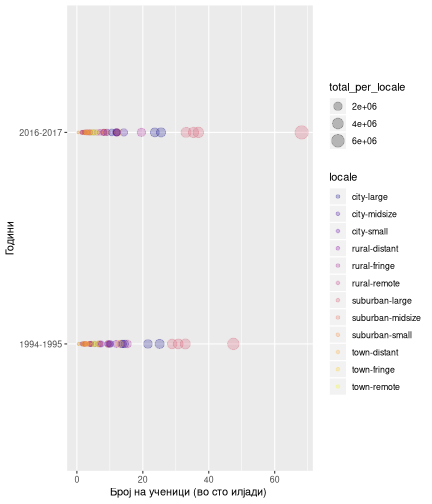 total_per_locale
2e+06
4e+06
6e+06
locale
city-large
city-midsize
city-small
rural-distant
rural-fringe
rural-remote
suburban-large
suburban-midsize
suburban-small
town-distant
town-fringe
town-remote
2016-2017
Години
1994-1995
0
20
40
60
Број на ученици (во сто илјади)